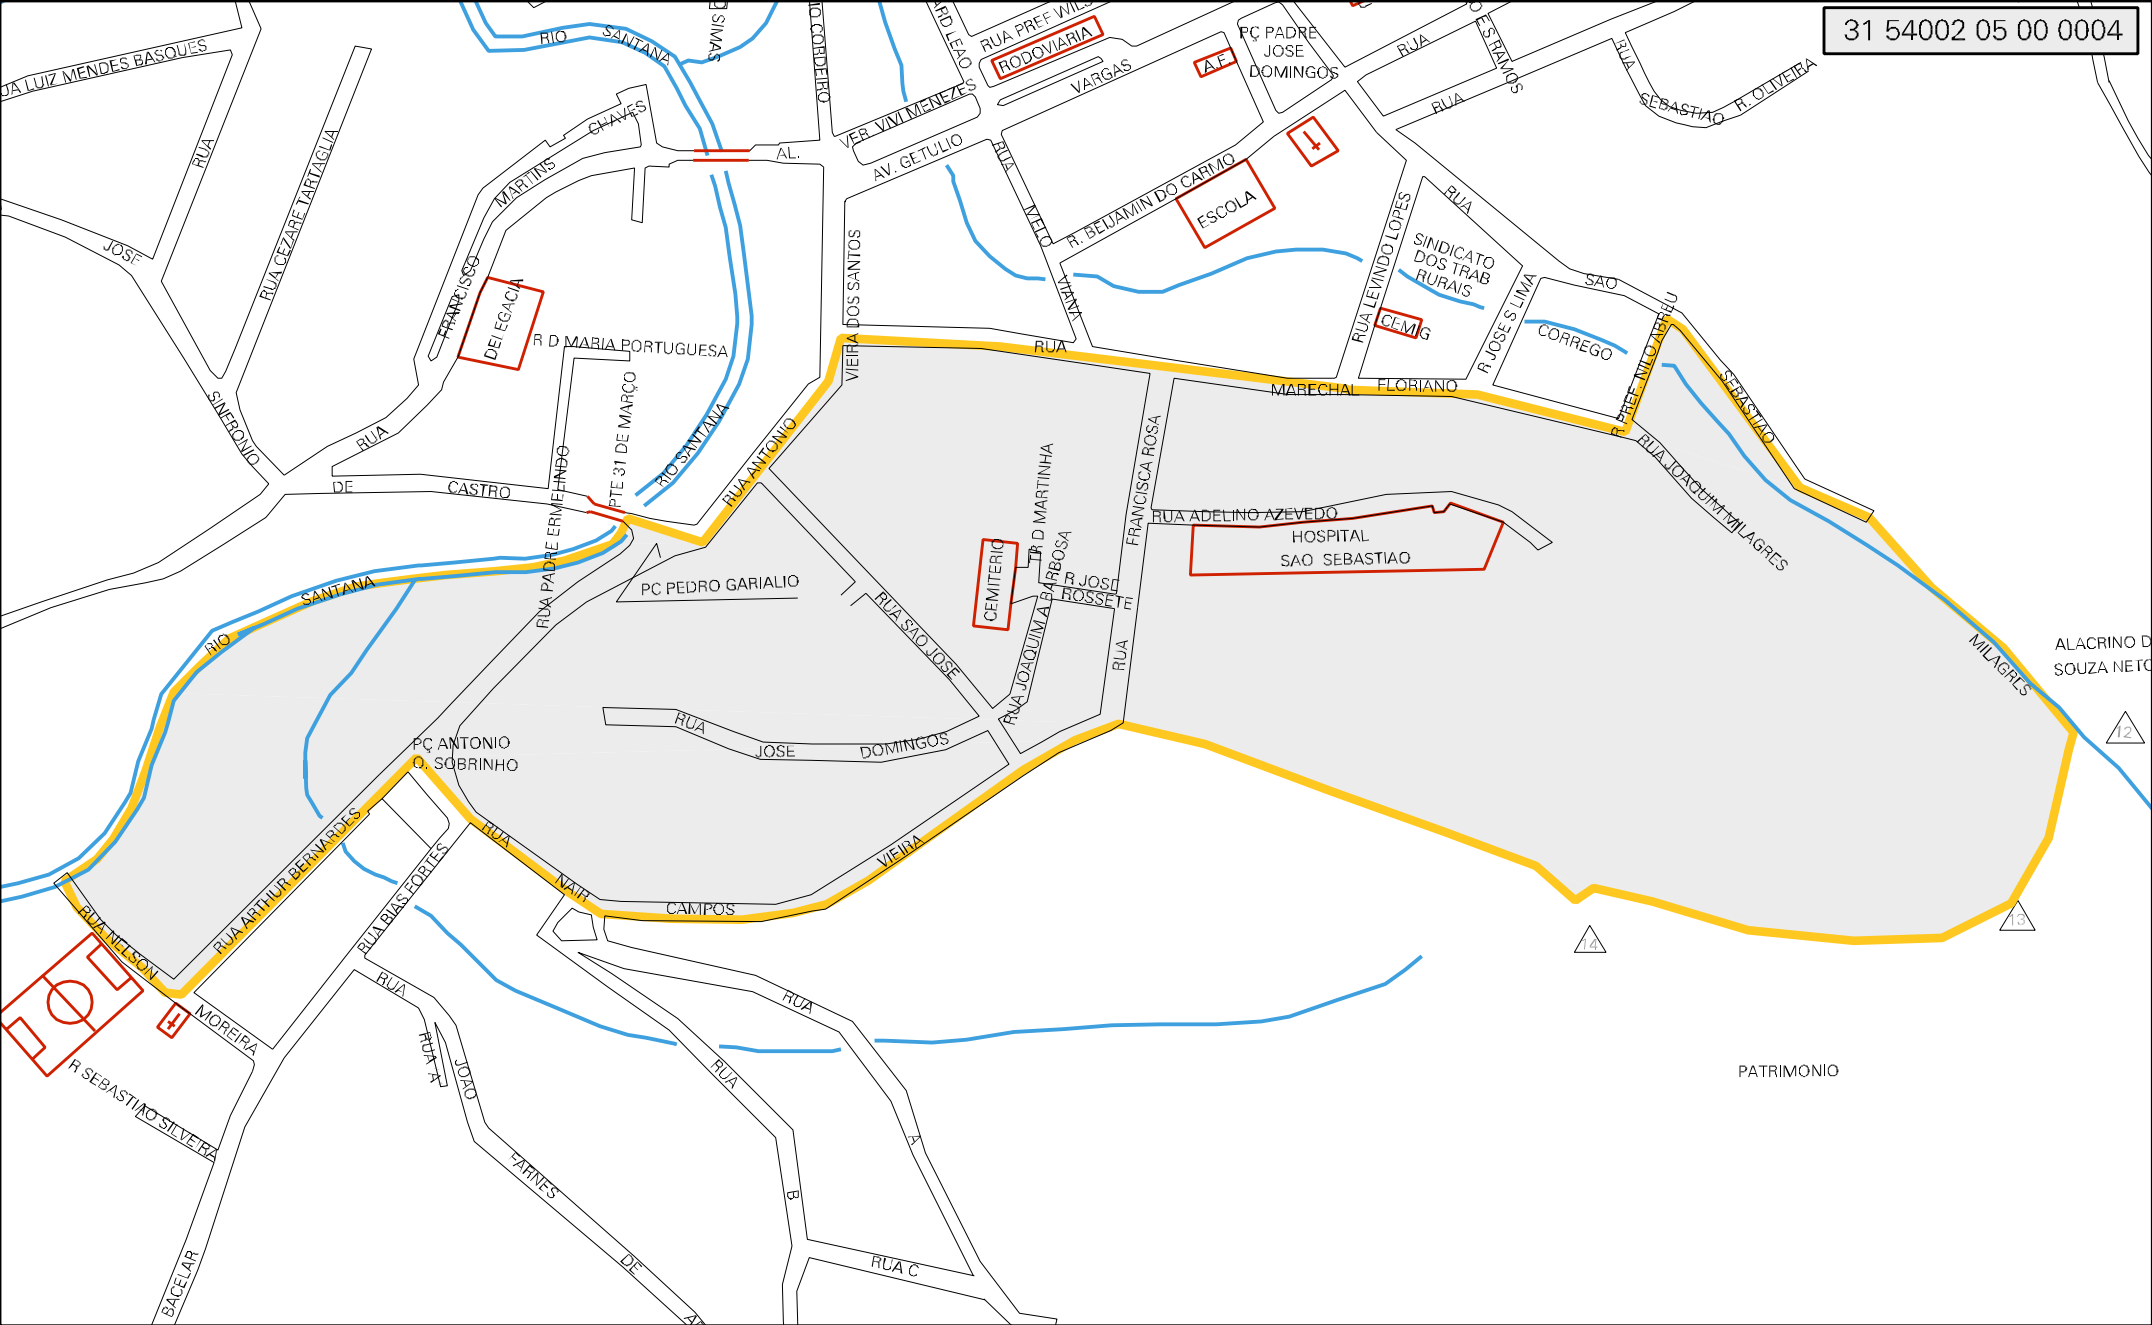 31 54002 05 00 0004
RUA PREF WILS
RODOVIARIA
VARGAS
A.F.
PÇ PADRE
JOSE
DOMINGOS
RUA
RUA
RUA
SEBASTIAO
R. OLIVEIRA
RIO
SANTANA
CHAVES
MARTINS
FRANCISCO
AL.
VER VIVI MENEZES
AV. GETULIO
RUA
MELO
VIANA
R. BEIJAMIN DO CARMO
ESCOLA
RUA LUIZ MENDES BASQUES
RUA
RUA CEZARE TARTAGLIA
JOSE
SINFRONIO
DELEGACIA
R D MARIA PORTUGUESA
VIEIRA DOS SANTOS
RUA LEVINDO LOPES
RUA
SINDICATO
DOS TRAB
RURAIS
CEMIG
R JOSE S LIMA
SAO
CORREGO
R. PREF. NILO ABREU
SEBASTIAO
RUA
MARECHAL
FLORIANO
RUA
DE
CASTRO
PTE 31 DE MARÇO
RIO SANTANA
RUA ANTONIO
RUA PADRE ERMELINDO
R D MARTINHA
FRANCISCA ROSA
RUA ADELINO AZEVEDO
HOSPITAL
SAO SEBASTIAO
RUA JOAQUIM MILAGRES
CEMITERIO
R JOSE
ROSSETE
RUA JOAQUIM A BARBOSA
RUA
PC PEDRO GARIALIO
RUA SAO JOSE
RIO
SANTANA
MILAGRES
ALACRINO D
SOUZA NETO
12
RUA
JOSE
DOMINGOS
PÇ ANTONIO
O. SOBRINHO
RUA
NAIR
CAMPOS
VIEIRA
RUA ARTHUR BERNARDES
RUA BIAS FORTES
RUA NELSON
MOREIRA
13
14
RUA
JOAO
FARNES
DE
RUA A
R SEBASTIAO SILVEIRA
BACELAR
RUA
A
RUA
B
RUA C
PATRIMONIO